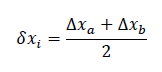 δx_i = (Δx_a + Δx_b) / 2